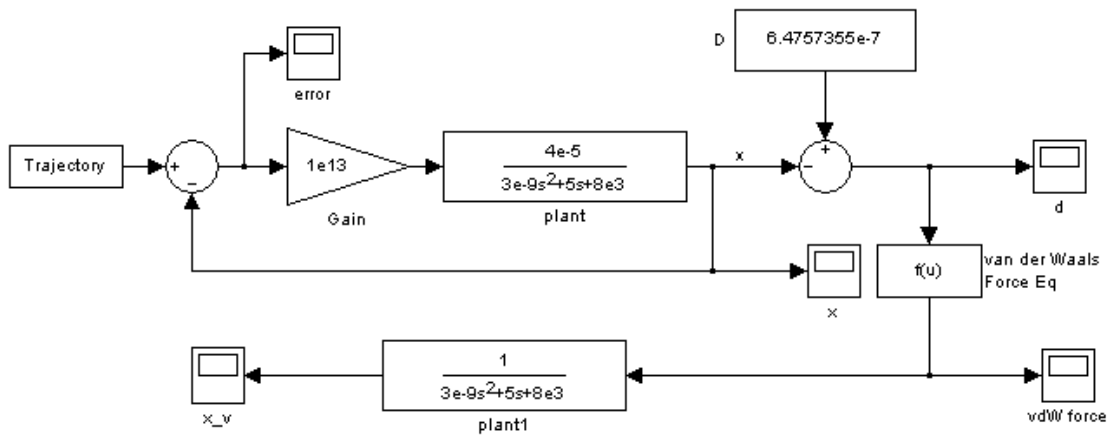 D
6.4757355e-7
error
Trajectory
+
−
1e13
Gain
4e-5
3e-9s²+5s+8e3
plant
x
+
−
d
x
f(u)
van der Waals
Force Eq
x_v
1
3e-9s²+5s+8e3
plant1
vdW force